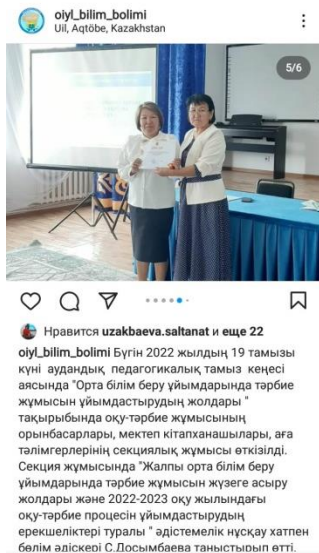 oiyl_bilim_bolimi
Uil, Aqtöbe, Kazakhstan
5/6
Нравится uzakbaeva.saltanat и еще 22
oiyl_bilim_bolimi Бүгін 2022 жылдың 19 тамызы
күні аудандық педагогикалық тамыз кеңесі
аясында "Орта білім беру ұйымдарында тәрбие
жұмысын ұйымдастырудың жолдары "
тақырыбында оқу-тәрбие жұмысының
орынбасарлары, мектеп кітапханашылары, аға
тәлімгерлерінің секциялық жұмысы өткізілді.
Секция жұмысында "Жалпы орта білім беру
ұйымдарында тәрбие жұмысын жүзеге асыру
жолдары және 2022-2023 оқу жылындағы
оқу-тәрбие процесін ұйымдастырудың
ерекшеліктері туралы " әдістемелік нұсқау хатпен
бөлім әдіскері С.Досымбаева таныстырып өтті.